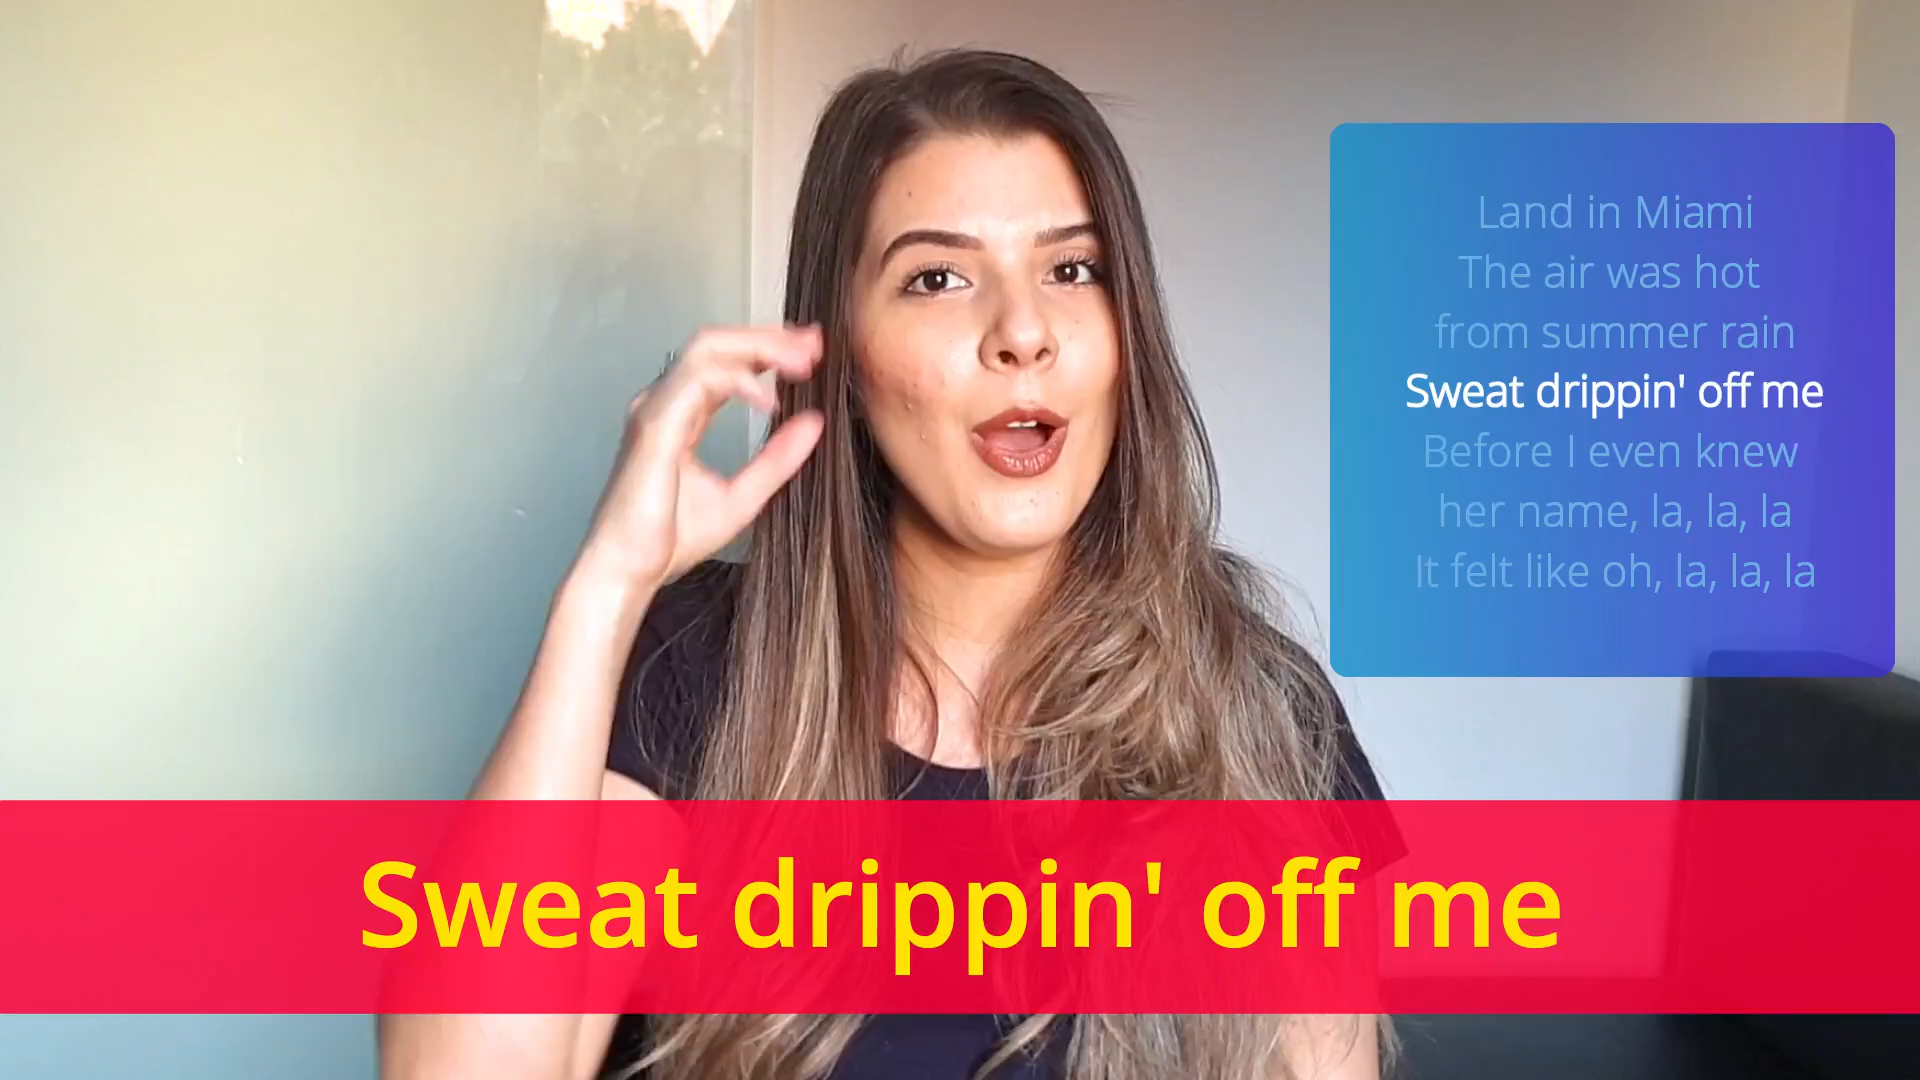 Land in Miami
The air was hot
from summer rain
Sweat drippin' off me
Before I even knew
her name, la, la, la
It felt like oh, la, la, la
Sweat drippin' off me